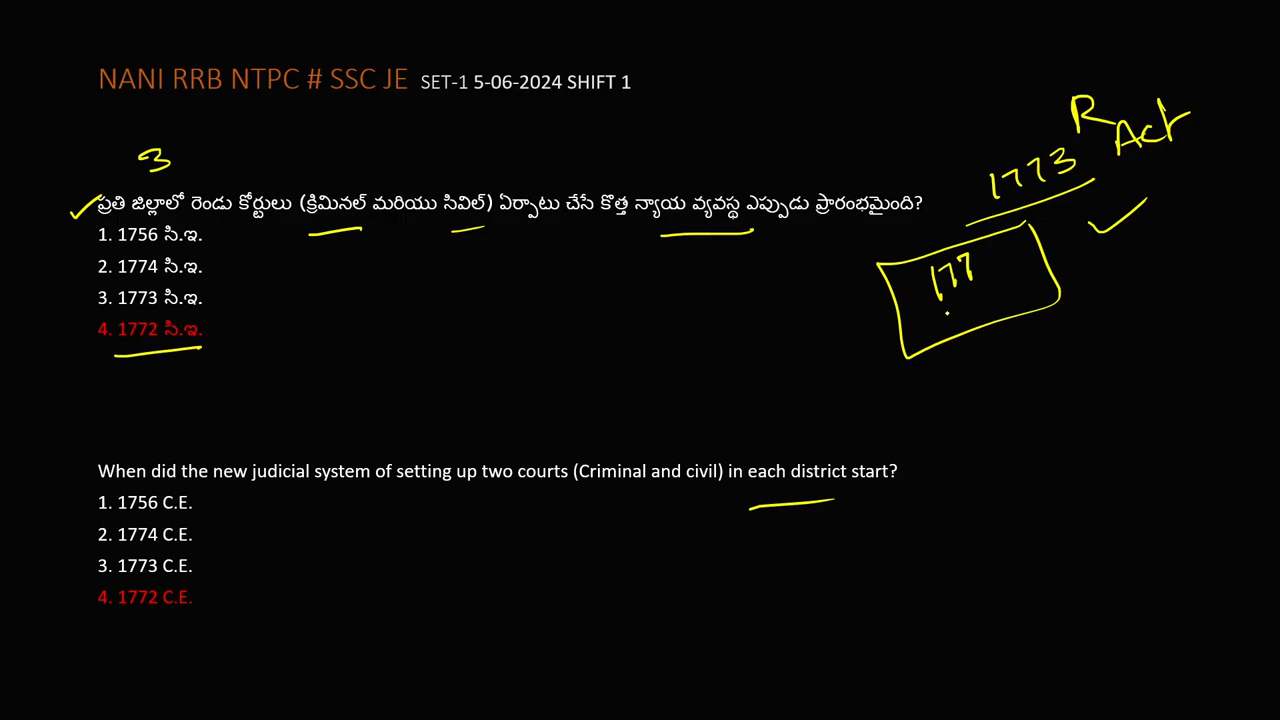 NANI RRB NTPC # SSC JE SET-1 5-06-2024 SHIFT 1
R Act
1773
3
ప్రతి జిల్లాలో రెండు కోర్టులు (క్రిమినల్ మరియు సివిల్) ఏర్పాటు చేసే కొత్త న్యాయ వ్యవస్థ ఎప్పుడు ప్రారంభమైంది?
1. 1756 సి.ఇ.
2. 1774 సి.ఇ.
177
3. 1773 సి.ఇ.
4. 1772 సి.ఇ.
When did the new judicial system of setting up two courts (Criminal and civil) in each district start?
1. 1756 C.E.
2. 1774 C.E.
3. 1773 C.E.
4. 1772 C.E.